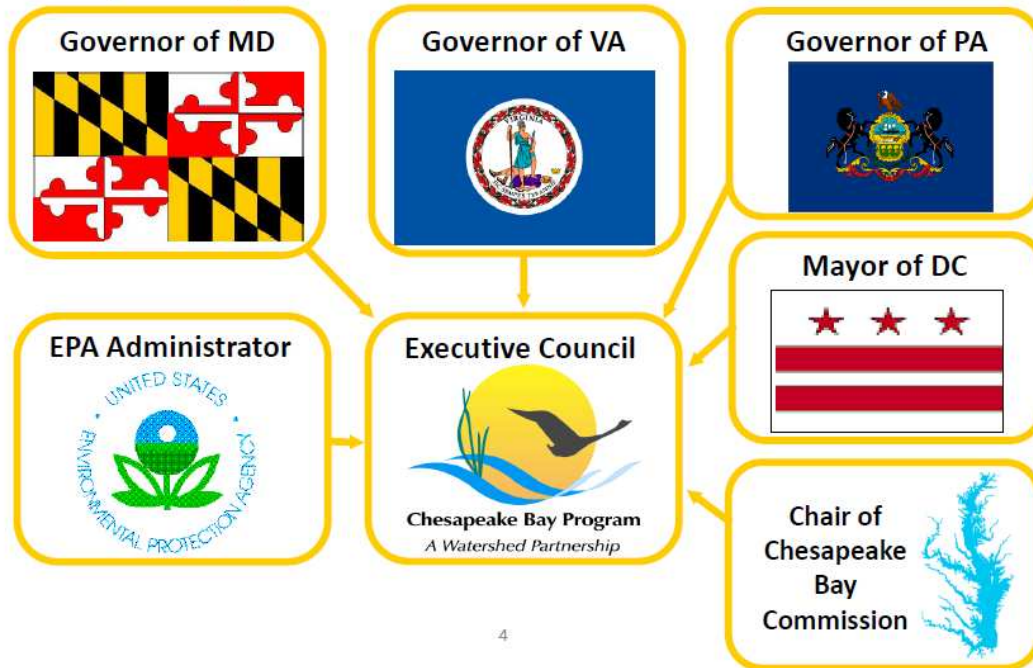 Governor of MD
Governor of VA
VIRGINIA
Governor of PA
Mayor of DC
EPA Administrator
UNITED STATES
ENVIRONMENTAL PROTECTION AGENCY
Executive Council
Chesapeake Bay Program
A Watershed Partnership
Chair of
Chesapeake
Bay
Commission
4